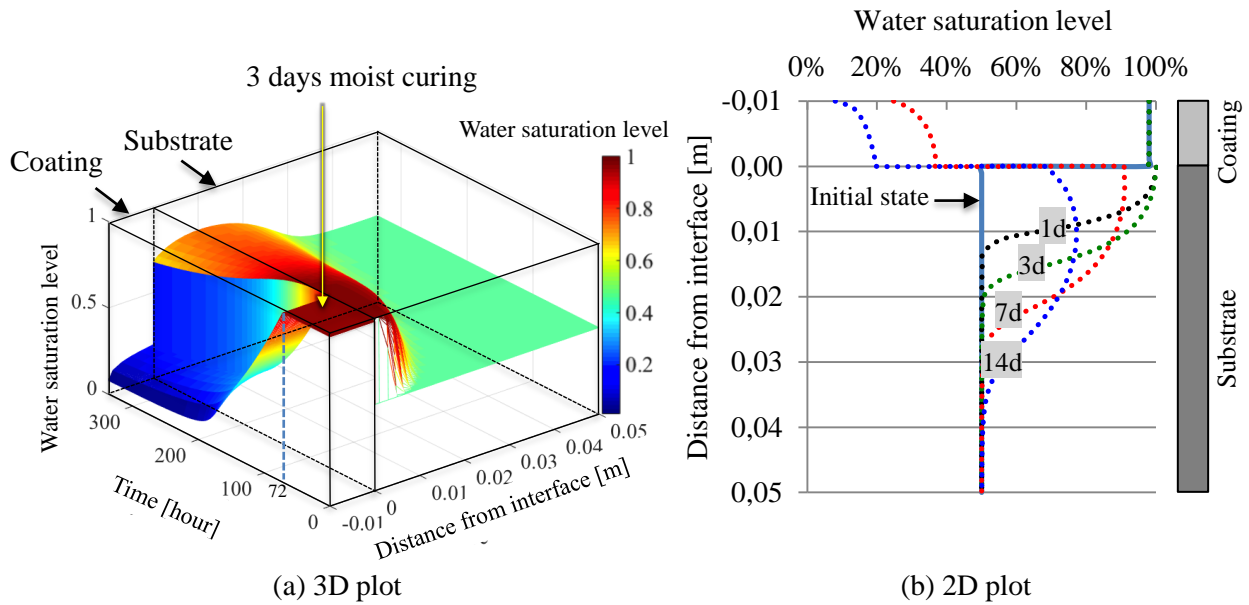 3 days moist curing
Substrate
Coating
Water saturation level
1
0.8
0.6
0.4
0.2
Water saturation level
1
0.5
0
300
200
100
72
0
Time [hour]
-0.01
0
0.01
0.02
0.03
0.04
0.05
Distance from interface [m]
(a) 3D plot
Water saturation level
0% 20% 40% 60% 80% 100%
Distance from interface [m]
-0,01
0,00
0,01
0,02
0,03
0,04
0,05
Initial state
1d
3d
7d
14d
Coating
Substrate
(b) 2D plot